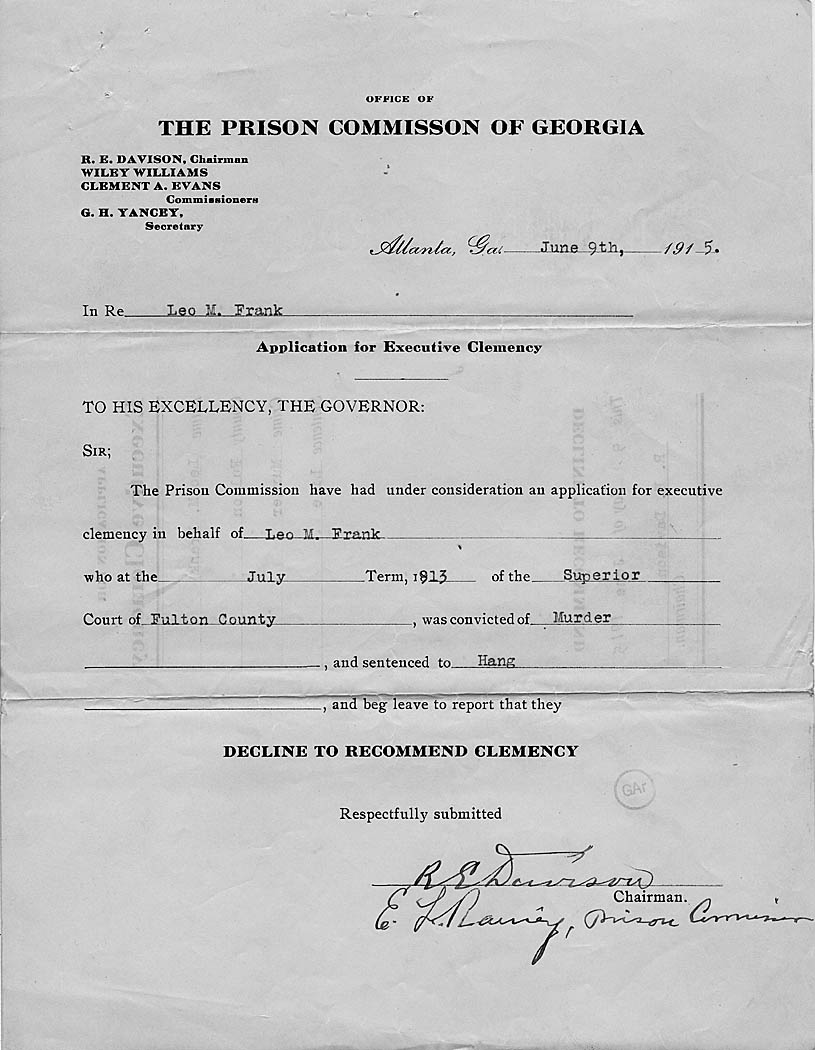 OFFICE OF
THE PRISON COMMISSON OF GEORGIA
R. E. DAVISON, Chairman
WILEY WILLIAMS
CLEMENT A. EVANS
Commissioners
G. H. YANCEY,
Secretary
Atlanta, Ga. June 9th, 1915.
In Re Leo M. Frank
Application for Executive Clemency
TO HIS EXCELLENCY, THE GOVERNOR:
SIR;
The Prison Commission have had under consideration an application for executive
clemency in behalf of Leo M. Frank
who at the July Term, 1913 of the Superior
Court of Fulton County, was convicted of Murder
, and sentenced to Hang
, and beg leave to report that they
DECLINE TO RECOMMEND CLEMENCY
GAr
Respectfully submitted
R E Davison
Chairman.
E. L. Rainey, Prison Commission